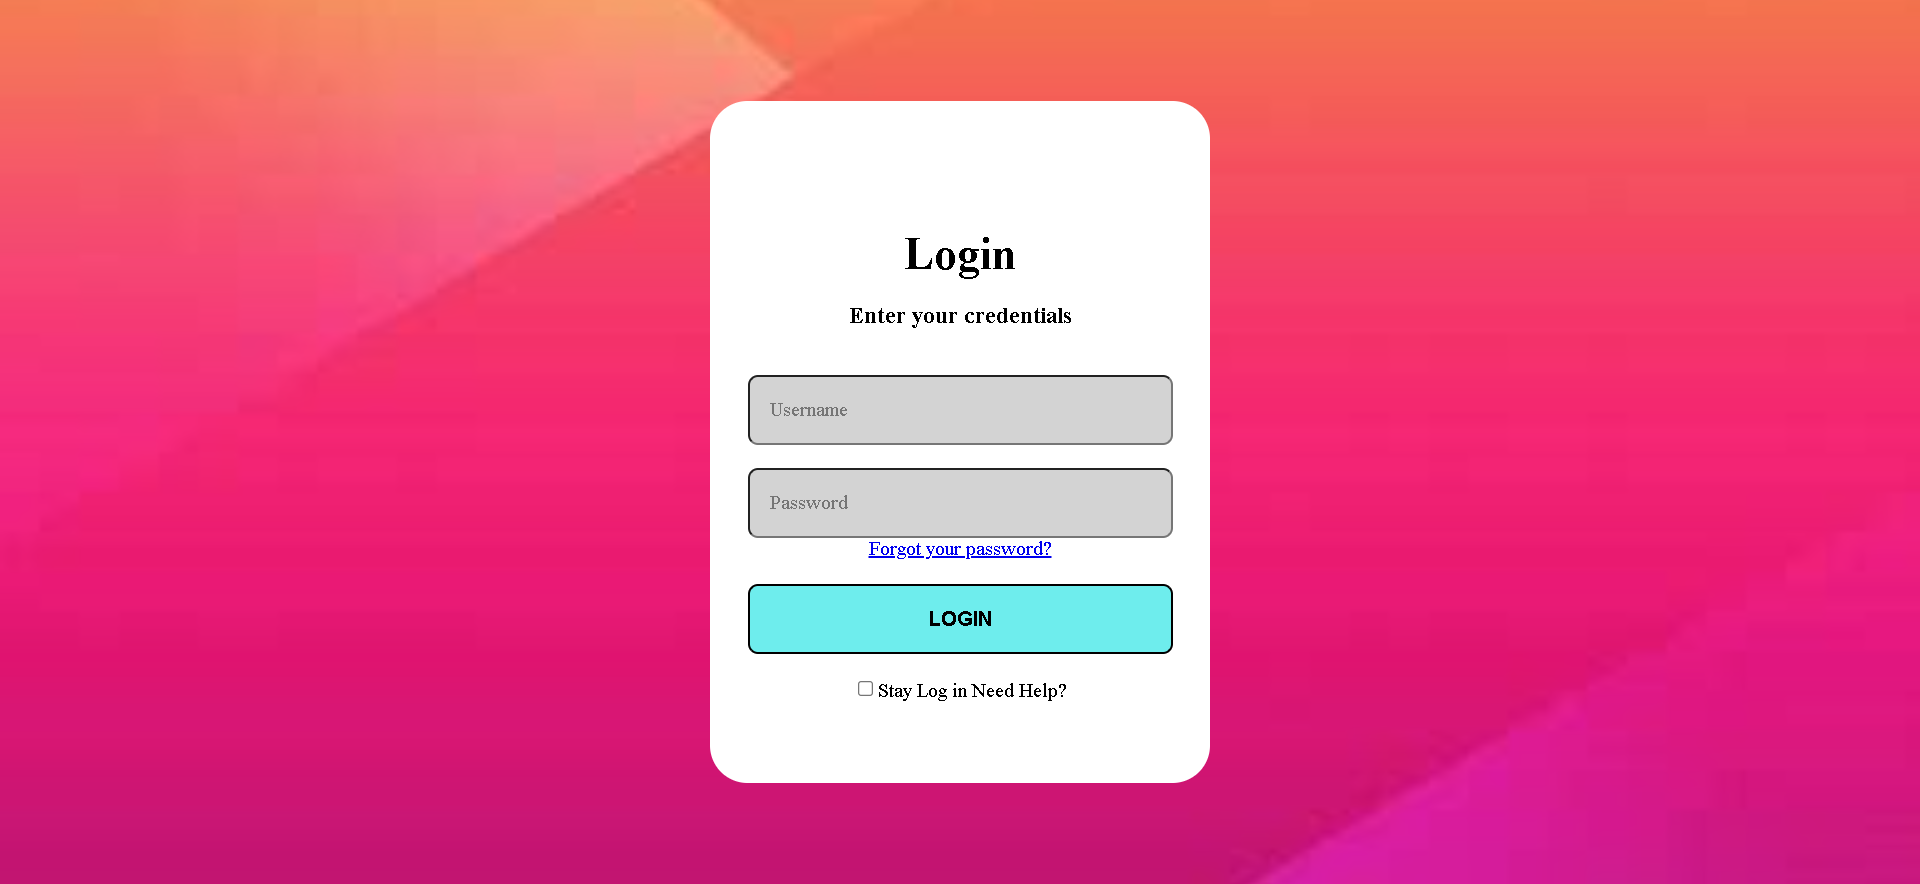 Login
Enter your credentials
Username
Password
Forgot your password?
LOGIN
Stay Log in Need Help?